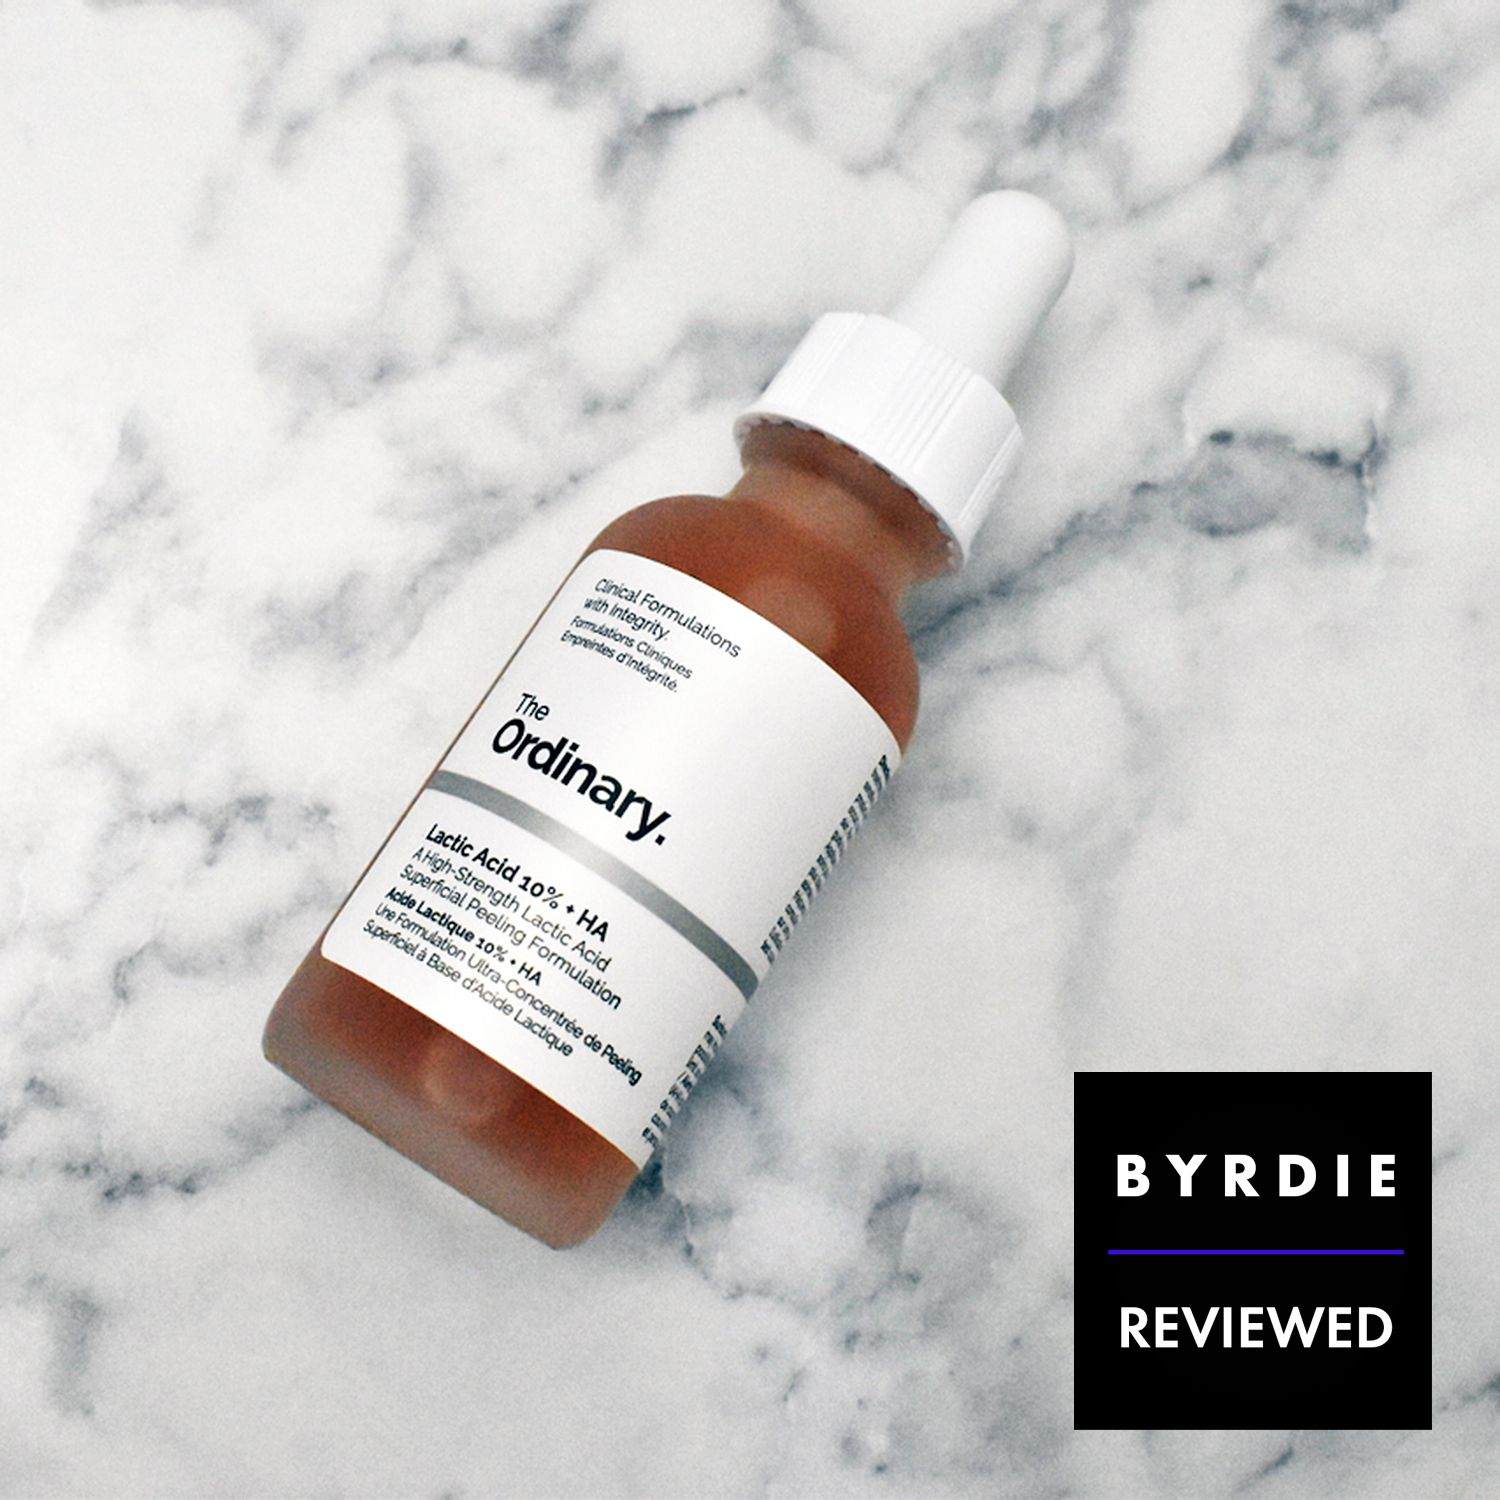 Clinical Formulations
with Integrity.
Formulations Cliniques
Empreintes d'Intégrité.
The
Ordinary.
Lactic Acid 10% + HA
A High-Strength Lactic Acid
Superficial Peeling Formulation
Acide Lactique 10% + HA
Une Formulation Ultra-Concentrée de Peeling
Superficiel à Base d'Acide Lactique
BYRDIE
REVIEWED